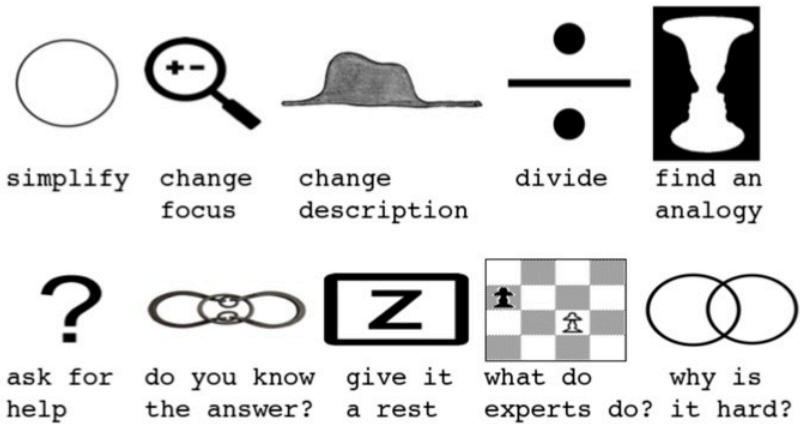 simplify
change focus
change description
divide
find an analogy
?
ask for help
do you know the answer?
Z
give it a rest
what do experts do?
why is it hard?